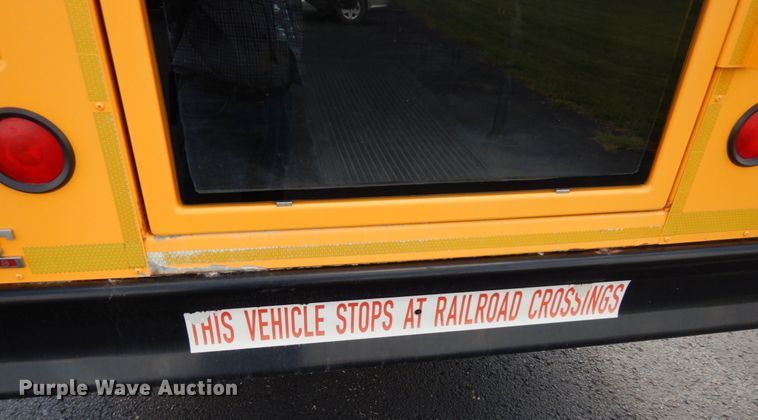 THIS VEHICLE STOPS AT RAILROAD CROSSINGS
Purple Wave Auction